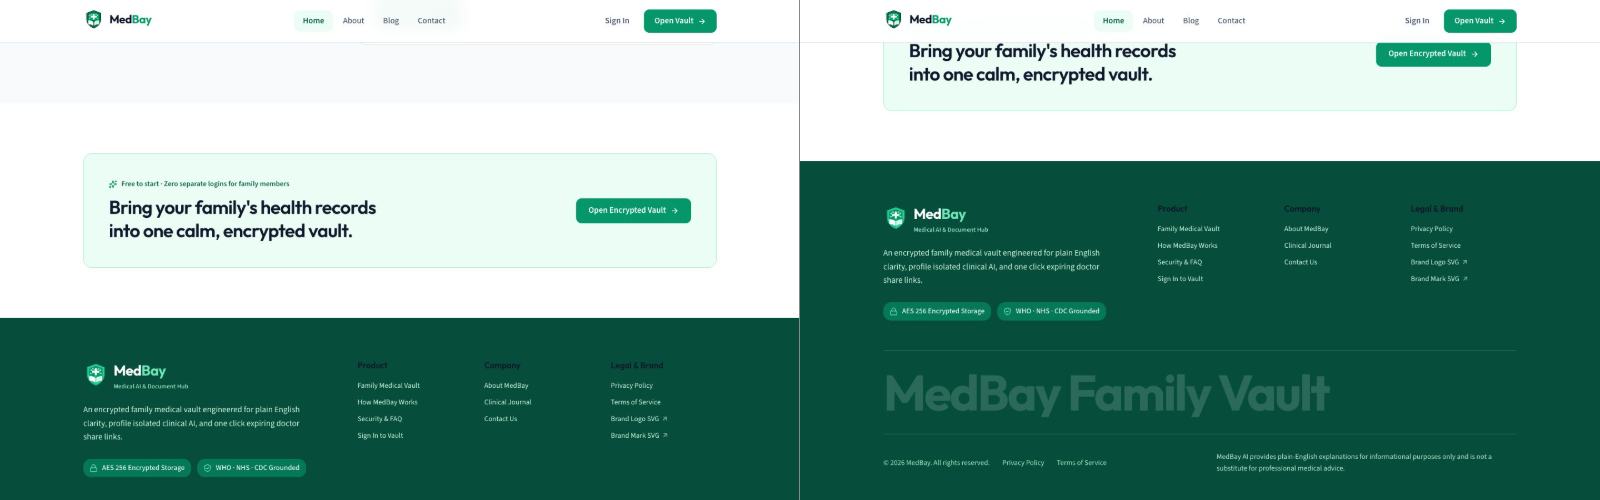 MedBay
Home About Blog Contact
Sign In Open Vault →
Free to start · Zero separate logins for family members
Bring your family's health records
into one calm, encrypted vault.
Open Encrypted Vault →
MedBay
Medical AI & Document Hub
An encrypted family medical vault engineered for plain English
clarity, profile isolated clinical AI, and one click expiring doctor
share links.
AES 256 Encrypted Storage WHO · NHS · CDC Grounded
Product
Family Medical Vault
How MedBay Works
Security & FAQ
Sign In to Vault
Company
About MedBay
Clinical Journal
Contact Us
Legal & Brand
Privacy Policy
Terms of Service
Brand Logo SVG ↗
Brand Mark SVG ↗
MedBay
Home About Blog Contact
Sign In Open Vault →
Bring your family's health records
into one calm, encrypted vault.
Open Encrypted Vault →
MedBay
Medical AI & Document Hub
An encrypted family medical vault engineered for plain English
clarity, profile isolated clinical AI, and one click expiring doctor
share links.
AES 256 Encrypted Storage WHO · NHS · CDC Grounded
Product
Family Medical Vault
How MedBay Works
Security & FAQ
Sign In to Vault
Company
About MedBay
Clinical Journal
Contact Us
Legal & Brand
Privacy Policy
Terms of Service
Brand Logo SVG ↗
Brand Mark SVG ↗
MedBay Family Vault
© 2026 MedBay. All rights reserved. Privacy Policy Terms of Service
MedBay AI provides plain-English explanations for informational purposes only and is not a
substitute for professional medical advice.